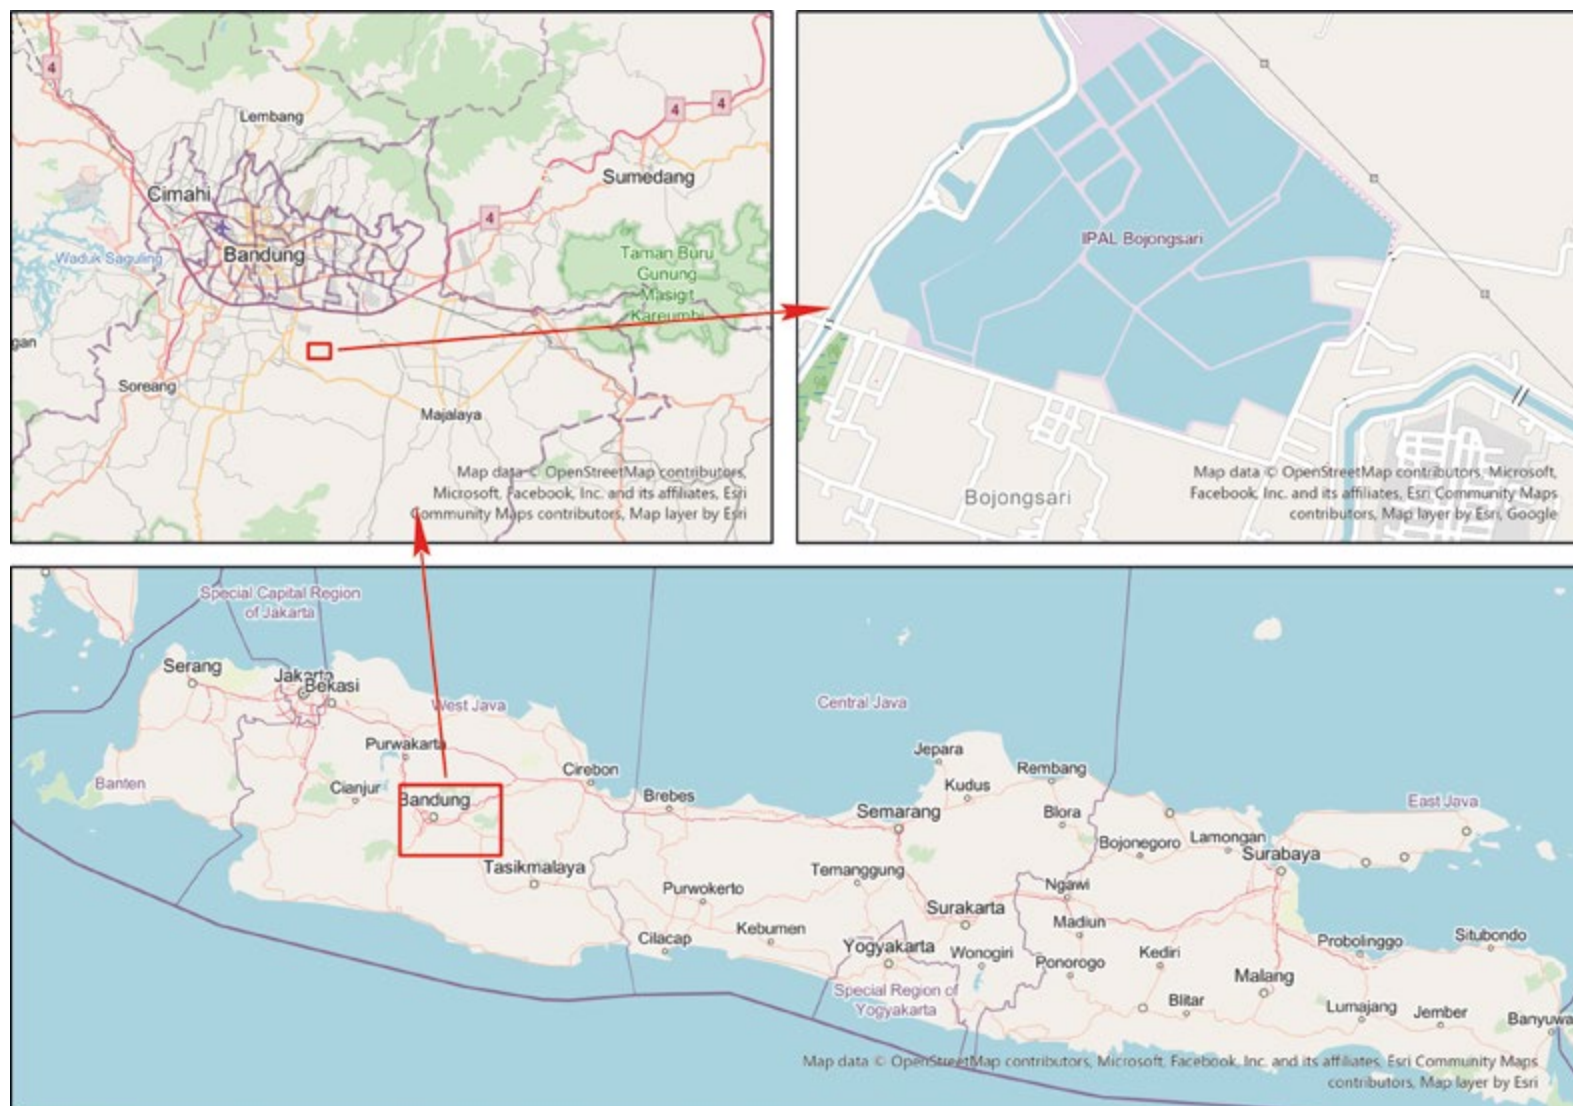 4
Lembang
4
4
Cimahi
Sumedang
4
Bandung
Waduk Saguling
Taman Buru
Gunung
Masigit
Kareumbi
gan
Soreang
Majalaya
Map data © OpenStreetMap contributors,
Microsoft, Facebook, Inc. and its affiliates, Esri
Community Maps contributors, Map layer by Esri
IPAL Bojongsari
Bojongsari
Map data © OpenStreetMap contributors, Microsoft,
Facebook, Inc. and its affiliates, Esri Community Maps
contributors, Map layer by Esri, Google
Special Capital Region
of Jakarta
Serang
Jakarta
Bekasi
West Java
Central Java
Purwakarta
Jepara
Cirebon
Rembang
Banten
Cianjur
Kudus
Bandung
Brebes
East Java
Semarang
Blora
Bojonegoro
Lamongan
Surabaya
Tasikmalaya
Temanggung
Purwokerto
Ngawi
Surakarta
Madiun
Kebumen
Cilacap
Yogyakarta
Wonogiri
Ponorogo
Kediri
Probolinggo
Situbondo
Malang
Special Region of
Yogyakarta
Blitar
Lumajang
Jember
Banyuwa
Map data © OpenStreetMap contributors, Microsoft, Facebook, Inc. and its affiliates, Esri Community Maps
contributors, Map layer by Esri